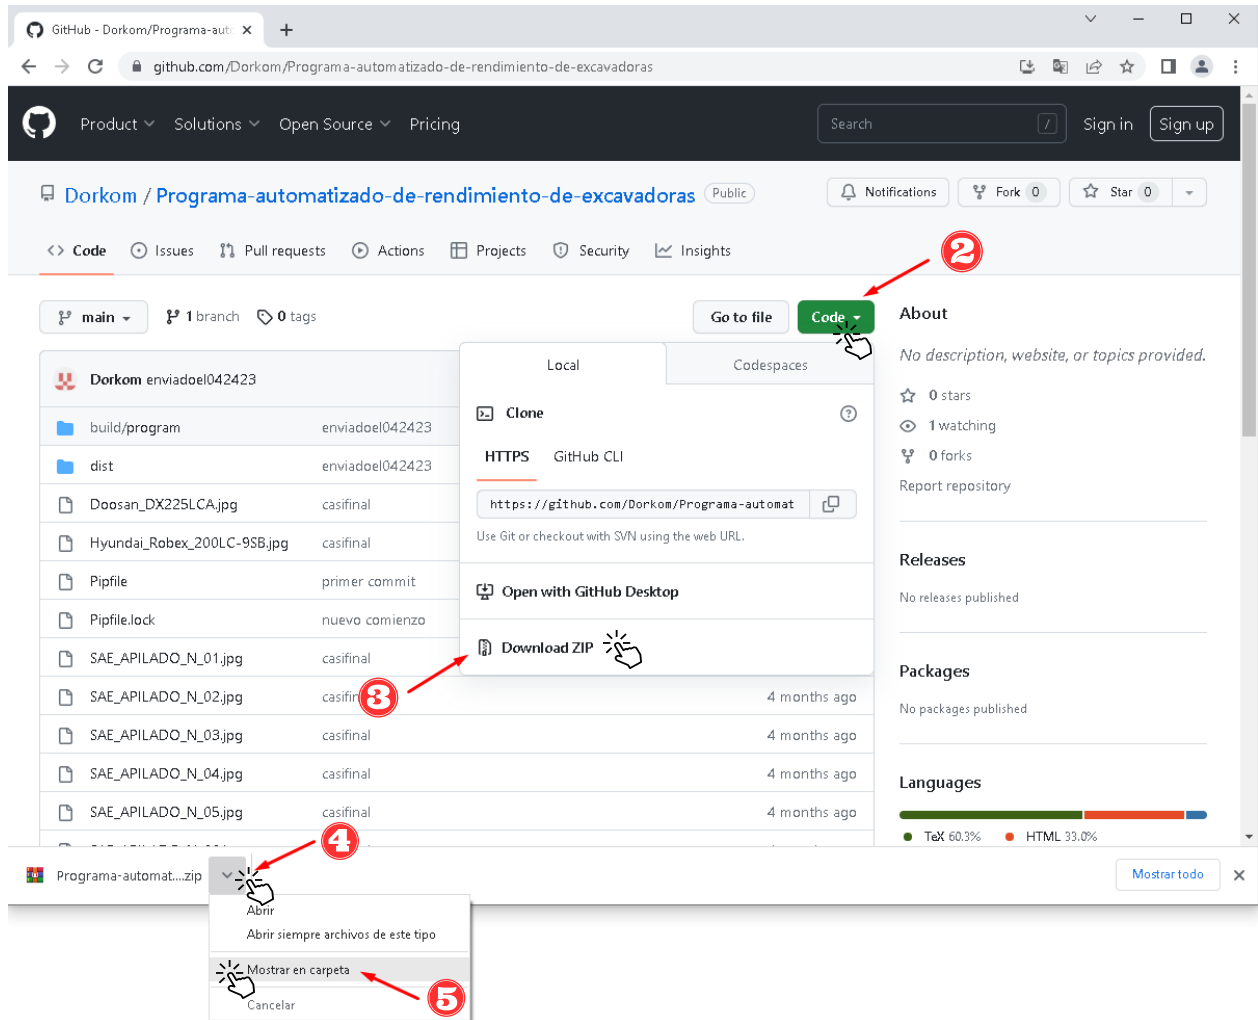 GitHub - Dorkom/Programa-auto
github.com/Dorkom/Programa-automatizado-de-rendimiento-de-excavadoras
Product Solutions Open Source Pricing Search / Sign in Sign up
Dorkom / Programa-automatizado-de-rendimiento-de-excavadoras Public Notifications Fork 0 Star 0
Code Issues Pull requests Actions Projects Security Insights
2
main 1 branch 0 tags Go to file Code
About
No description, website, or topics provided.
0 stars
1 watching
0 forks
Report repository
Releases
No releases published
Packages
No packages published
Languages
TeX 60.3% HTML 33.0%
Local Codespaces
Clone
HTTPS GitHub CLI
https://github.com/Dorkom/Programa-automat
Use Git or checkout with SVN using the web URL.
Open with GitHub Desktop
Download ZIP
3
Dorkom enviadoel042423
build/program enviadoel042423
dist enviadoel042423
Doosan_DX225LCA.jpg casifinal
Hyundai_Robex_200LC-9SB.jpg casifinal
Pipfile primer commit
Pipfile.lock nuevo comienzo
SAE_APILADO_N_01.jpg casifinal
SAE_APILADO_N_02.jpg casifin 4 months ago
SAE_APILADO_N_03.jpg casifinal 4 months ago
SAE_APILADO_N_04.jpg casifinal 4 months ago
SAE_APILADO_N_05.jpg casifinal 4 months ago
4
Programa-automat....zip Mostrar todo
Abrir
Abrir siempre archivos de este tipo
Mostrar en carpeta
5
Cancelar